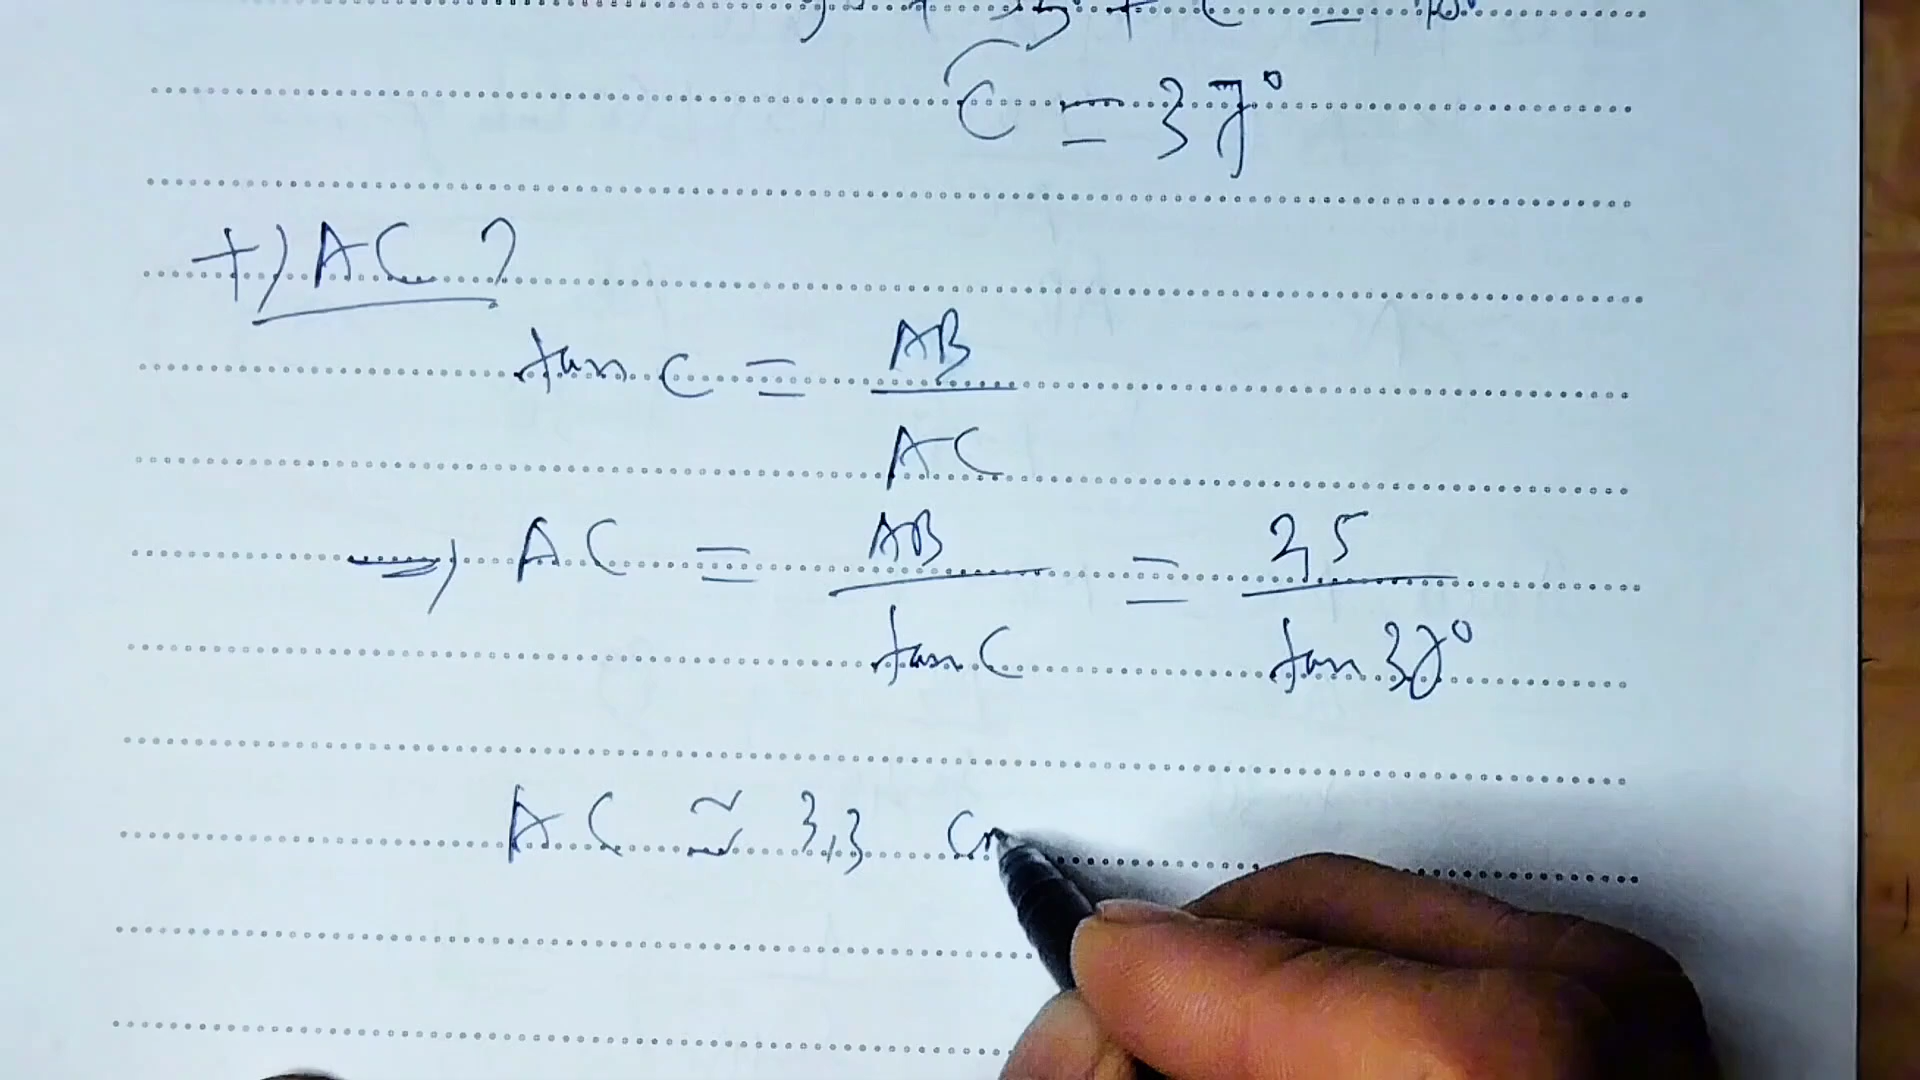 C = 37°
+) AC ?
tan C = AB / AC
=> AC = AB / tan C = 2,5 / tan 37°
AC ≅ 3,3 cm